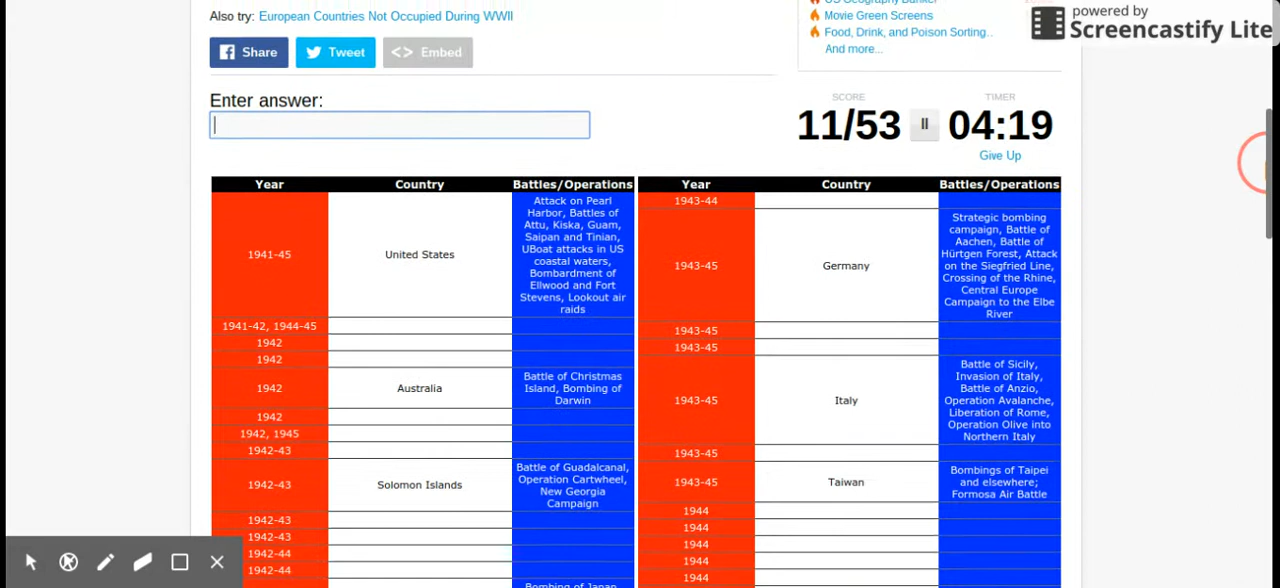 US Geography Bunker
powered by
Also try: European Countries Not Occupied During WWII
Movie Green Screens
Screencastify Lite
Food, Drink, and Poison Sorting..
And more...
Share
Tweet
<> Embed
Enter answer:
SCORE
TIMER
11/53
04:19
Give Up
Year Country Battles/Operations
1941-45
United States
Attack on Pearl
Harbor, Battles of
Attu, Kiska, Guam,
Saipan and Tinian,
UBoat attacks in US
coastal waters,
Bombardment of
Ellwood and Fort
Stevens, Lookout air
raids
1941-42, 1944-45
1942
1942
1942
Australia
Battle of Christmas
Island, Bombing of
Darwin
1942
1942, 1945
1942-43
1942-43
Solomon Islands
Battle of Guadalcanal,
Operation Cartwheel,
New Georgia
Campaign
1942-43
1942-43
1942-44
1942-44
Bombing of Japan
Year Country Battles/Operations
1943-44
1943-45
Germany
Strategic bombing
campaign, Battle of
Aachen, Battle of
Hürtgen Forest, Attack
on the Siegfried Line,
Crossing of the Rhine,
Central Europe
Campaign to the Elbe
River
1943-45
1943-45
1943-45
Italy
Battle of Sicily,
Invasion of Italy,
Battle of Anzio,
Operation Avalanche,
Liberation of Rome,
Operation Olive into
Northern Italy
1943-45
1943-45
Taiwan
Bombings of Taipei
and elsewhere;
Formosa Air Battle
1944
1944
1944
1944
1944